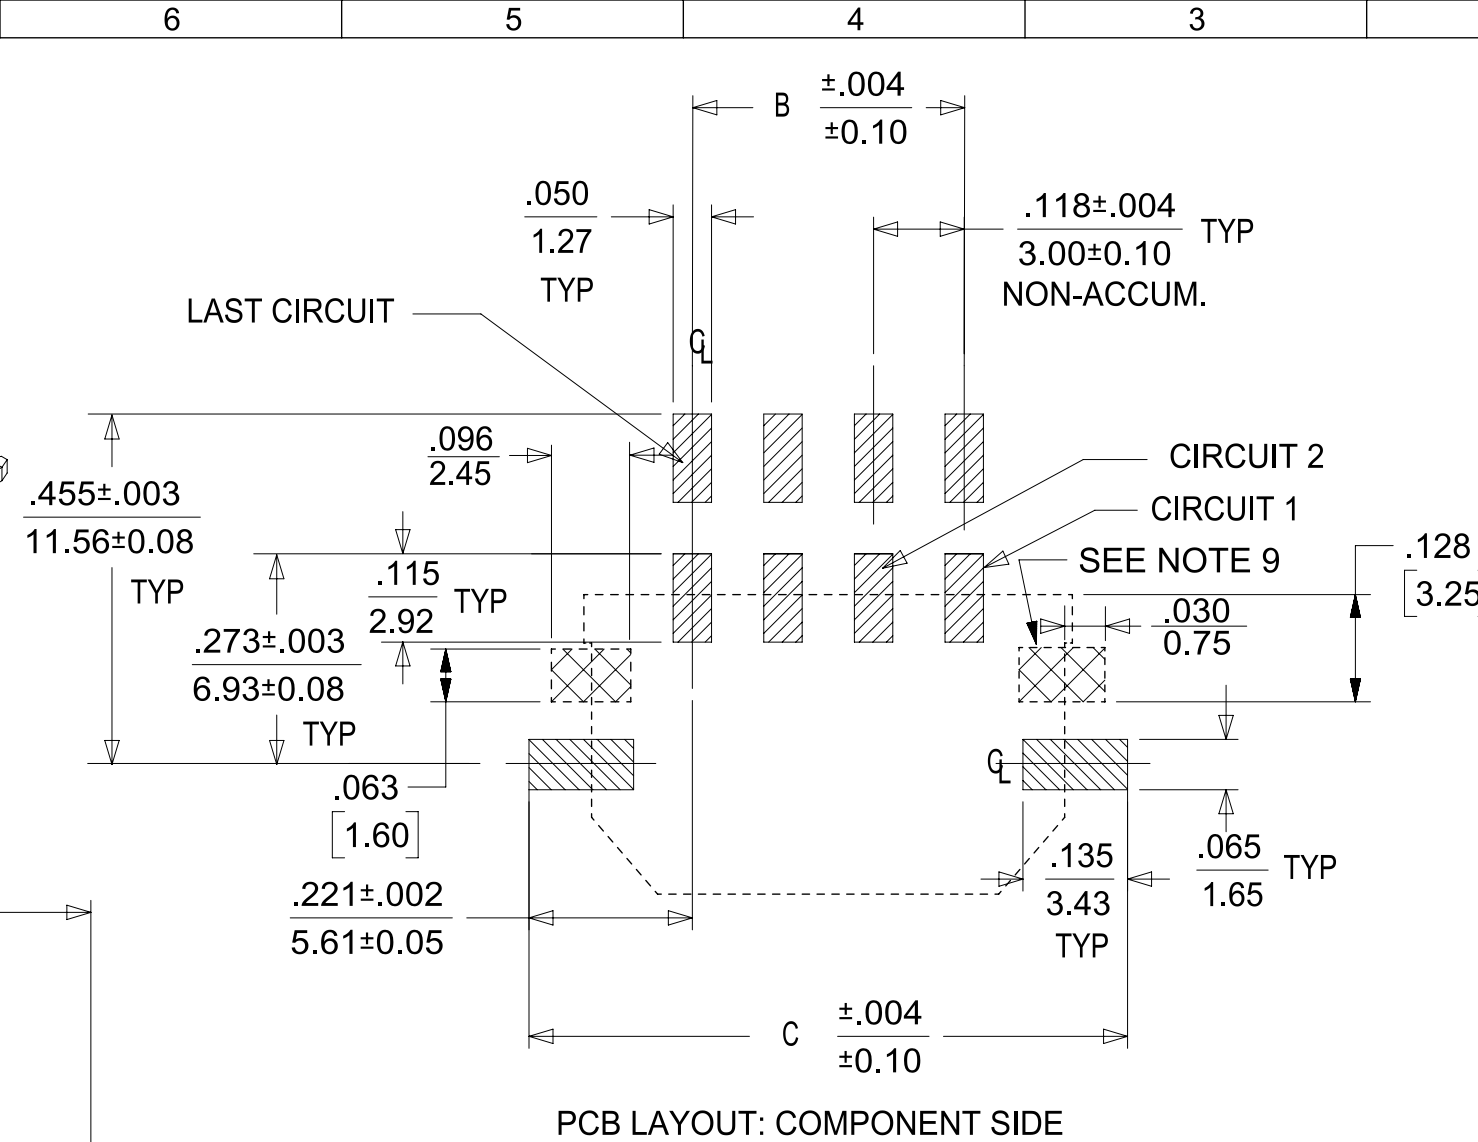 6 5 4 3
B ±.004
±0.10
.050
1.27
TYP
.118±.004 TYP
3.00±0.10
NON-ACCUM.
LAST CIRCUIT
CL
.096
2.45
CIRCUIT 2
CIRCUIT 1
SEE NOTE 9
.455±.003
11.56±0.08
TYP
.115 TYP
2.92
.128
[3.25
.030
0.75
.273±.003
6.93±0.08
TYP
CL
.063
[1.60]
.135
3.43
TYP
.065 TYP
1.65
.221±.002
5.61±0.05
C ±.004
±0.10
PCB LAYOUT: COMPONENT SIDE